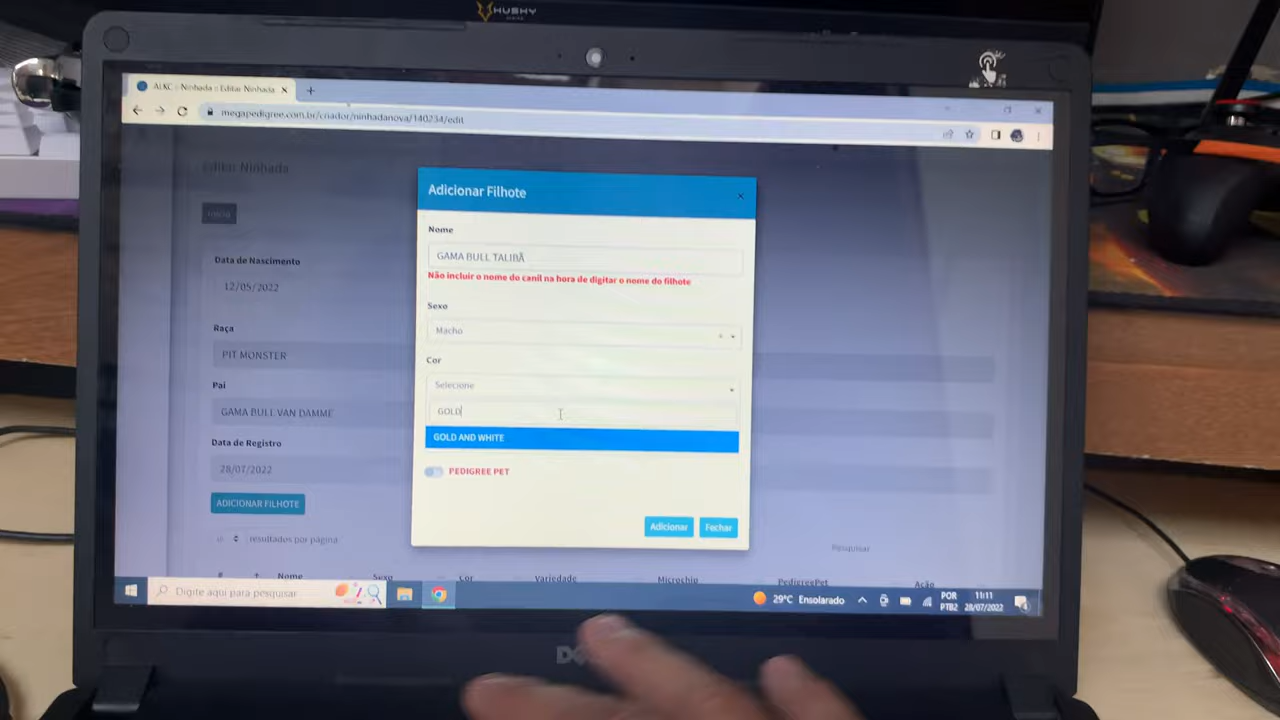 HUSKY
ALKC :: Ninhada :: Editar Ninhada
megapedigree.com.br/criador/ninhadanova/140234/edit
Editar Ninhada
Início
Data de Nascimento
12/05/2022
Raça
PIT MONSTER
Pai
GAMA BULL VAN DAMME
Data de Registro
28/07/2022
ADICIONAR FILHOTE
resultados por página
Pesquisar
# Nome Sexo Cor Variedade Microchip PedigreePet Ação
Adicionar Filhote
Nome
GAMA BULL TALIBÃ
Não incluir o nome do canil na hora de digitar o nome do filhote
Sexo
Macho
Cor
Selecione
GOLD
GOLD AND WHITE
PEDIGREE PET
Adicionar Fechar
Digite aqui para pesquisar
29°C Ensolarado
POR
PTB2
11:11
28/07/2022